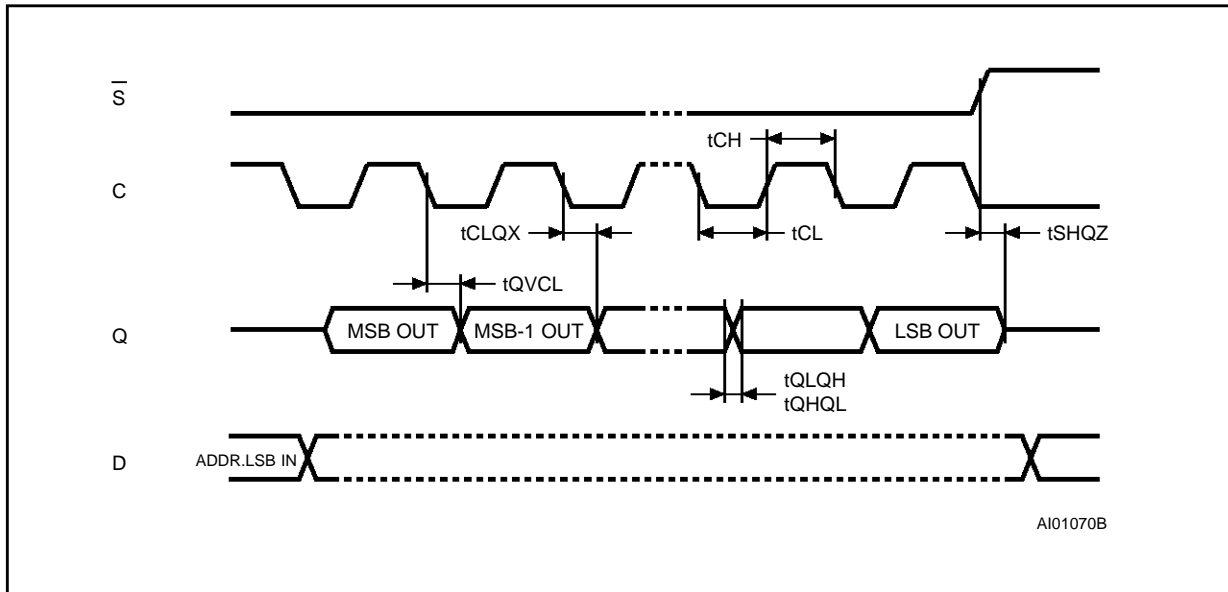 S
tCH
C
tCLQX
tCL
tSHQZ
tQVCL
Q
MSB OUT
MSB-1 OUT
LSB OUT
tQLQH
tQHQL
D
ADDR.LSB IN
AI01070B